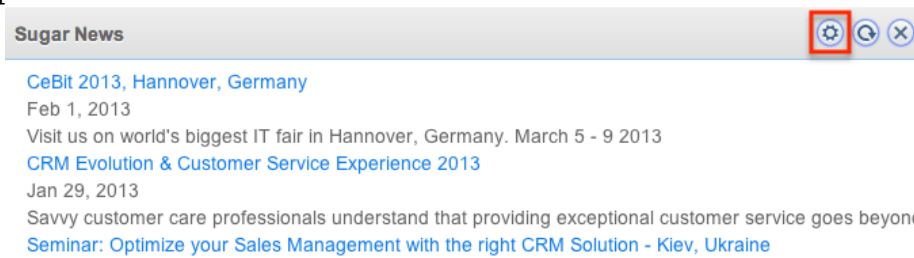 Sugar News
CeBit 2013, Hannover, Germany
Feb 1, 2013
Visit us on world's biggest IT fair in Hannover, Germany. March 5 - 9 2013
CRM Evolution & Customer Service Experience 2013
Jan 29, 2013
Savvy customer care professionals understand that providing exceptional customer service goes beyond
Seminar: Optimize your Sales Management with the right CRM Solution - Kiev, Ukraine